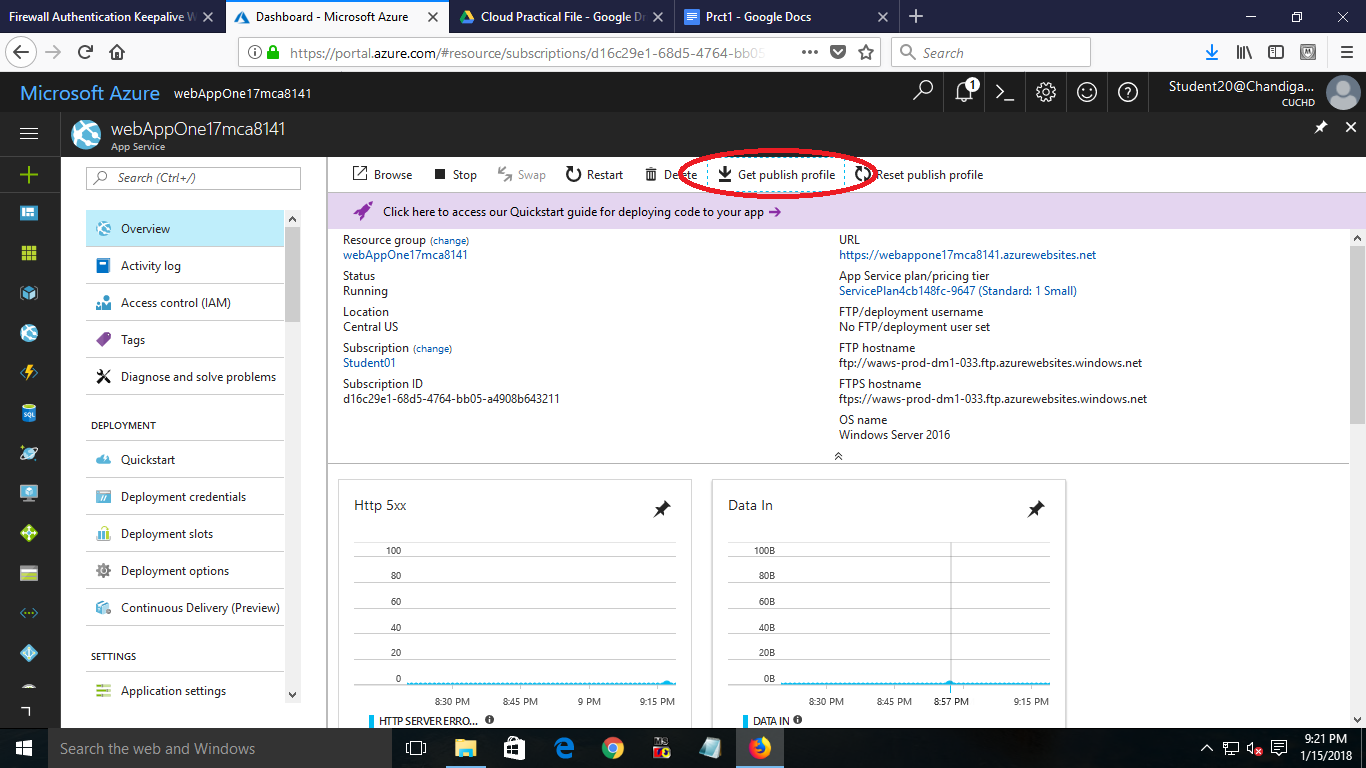 Firewall Authentication Keepalive W
Dashboard - Microsoft Azure
Cloud Practical File - Google Dr
Prct1 - Google Docs
https://portal.azure.com/#resource/subscriptions/d16c29e1-68d5-4764-bb05
Search
Microsoft Azure webAppOne17mca8141
1
Student20@Chandiga...
CUCHD
webAppOne17mca8141
App Service
Search (Ctrl+/)
Browse Stop Swap Restart Delete Get publish profile Reset publish profile
Click here to access our Quickstart guide for deploying code to your app
Overview
Activity log
Access control (IAM)
Tags
Diagnose and solve problems
DEPLOYMENT
Quickstart
Deployment credentials
Deployment slots
Deployment options
Continuous Delivery (Preview)
SETTINGS
Application settings
Resource group (change)
webAppOne17mca8141
Status
Running
Location
Central US
Subscription (change)
Student01
Subscription ID
d16c29e1-68d5-4764-bb05-a4908b643211
URL
https://webappone17mca8141.azurewebsites.net
App Service plan/pricing tier
ServicePlan4cb148fc-9647 (Standard: 1 Small)
FTP/deployment username
No FTP/deployment user set
FTP hostname
ftp://waws-prod-dm1-033.ftp.azurewebsites.windows.net
FTPS hostname
ftps://waws-prod-dm1-033.ftp.azurewebsites.windows.net
OS name
Windows Server 2016
Http 5xx
100
80
60
40
20
0
8:30 PM 8:45 PM 9 PM 9:15 PM
HTTP SERVER ERRO...
Data In
100B
80B
60B
40B
20B
0B
8:30 PM 8:45 PM 8:57 PM 9:15 PM
DATA IN
SQL
Search the web and Windows
9:21 PM
1/15/2018